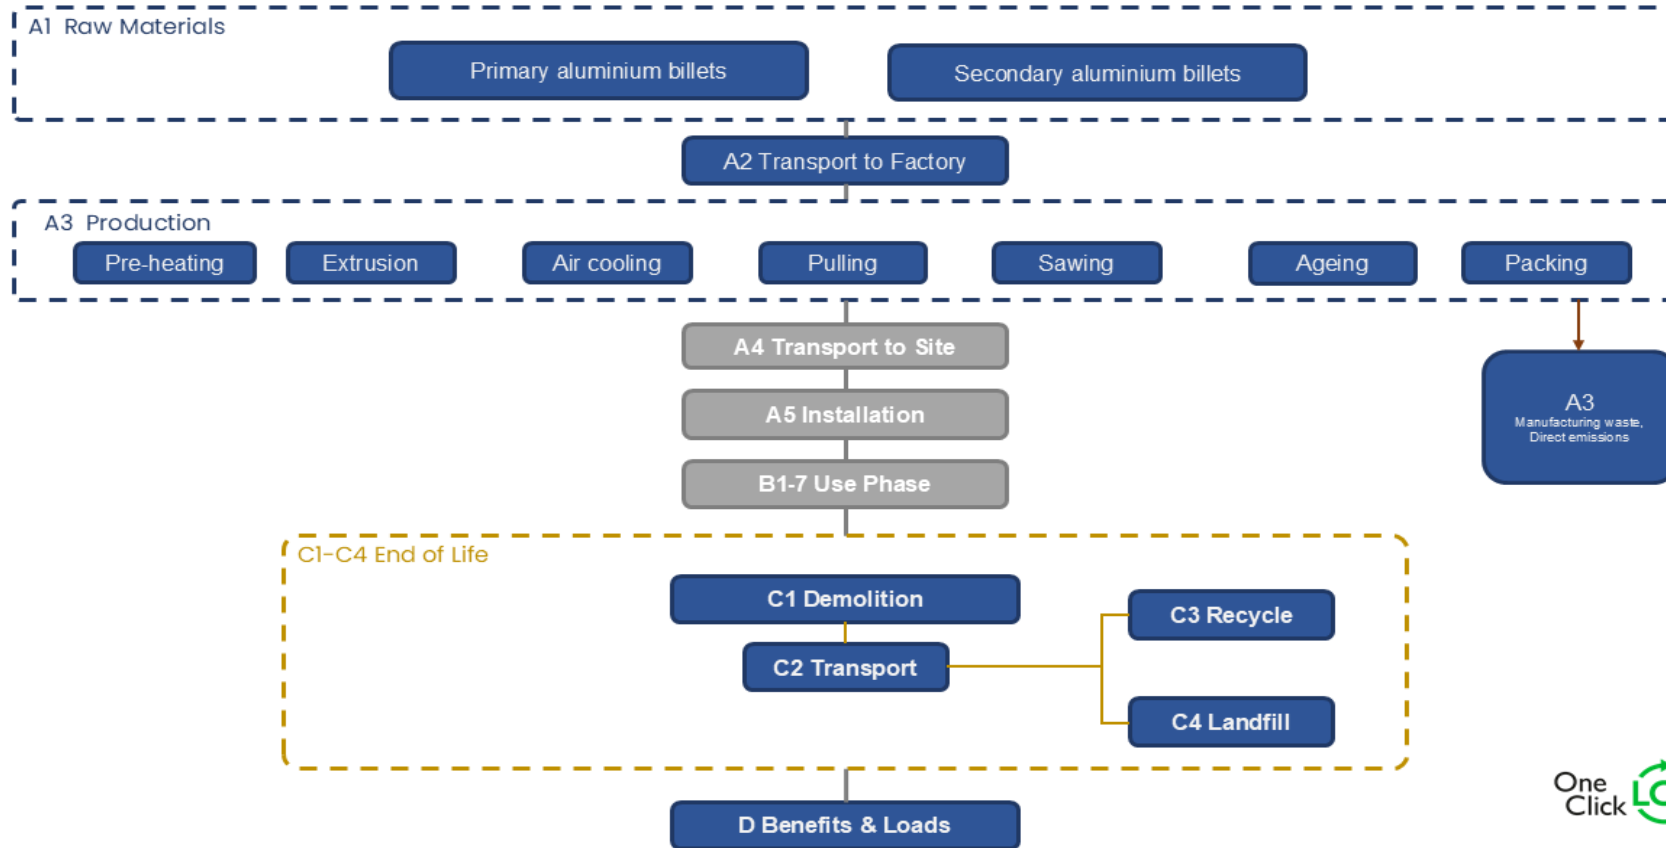 A1 Raw Materials
Primary aluminium billets
Secondary aluminium billets
A2 Transport to Factory
A3 Production
Pre-heating
Extrusion
Air cooling
Pulling
Sawing
Ageing
Packing
A4 Transport to Site
A3
Manufacturing waste,
Direct emissions
A5 Installation
B1-7 Use Phase
C1-C4 End of Life
C1 Demolition
C3 Recycle
C2 Transport
C4 Landfill
One
Click
D Benefits & Loads